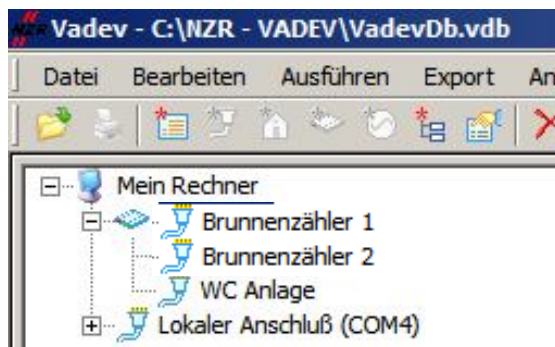 Vadev - C:\NZR - VADEV\VadevDb.vdb
Datei Bearbeiten Ausführen Export An
Mein Rechner
Brunnenzähler 1
Brunnenzähler 2
WC Anlage
Lokaler Anschluß (COM4)